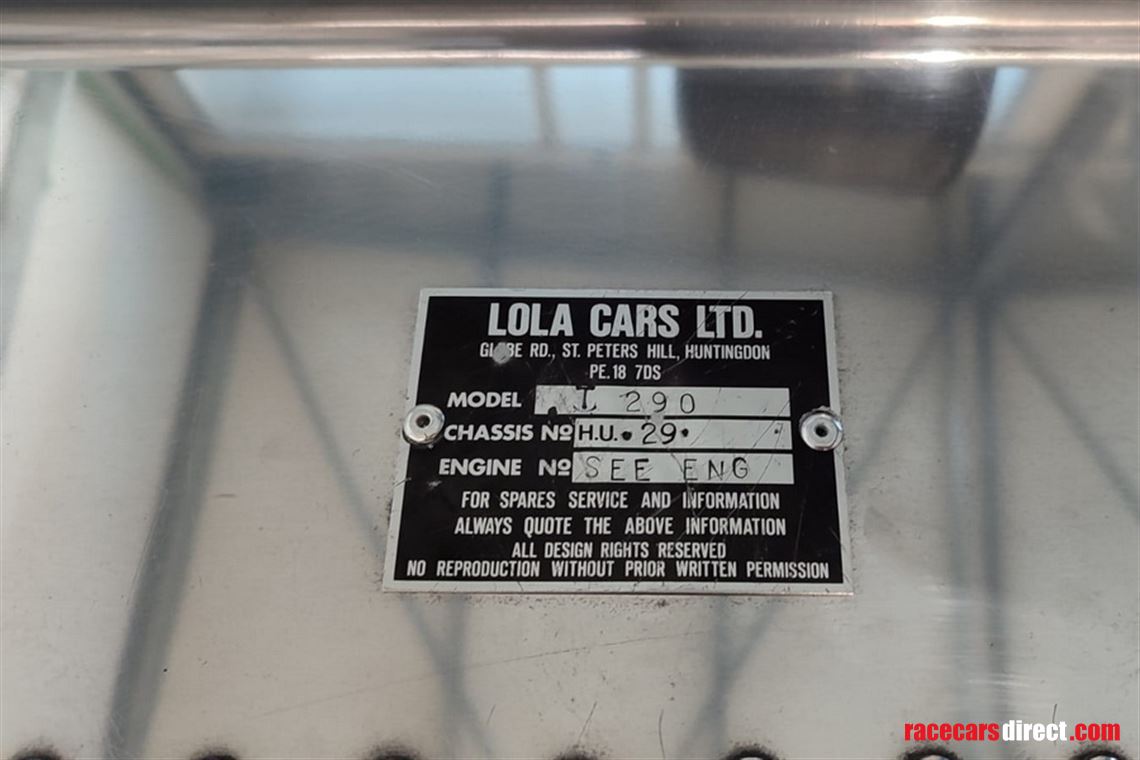 LOLA CARS LTD.
GLOBE RD., ST. PETERS HILL, HUNTINGDON
PE.18 7DS
MODEL T 290
CHASSIS Nº H.U. 29
ENGINE Nº SEE ENG
FOR SPARES SERVICE AND INFORMATION
ALWAYS QUOTE THE ABOVE INFORMATION
ALL DESIGN RIGHTS RESERVED
NO REPRODUCTION WITHOUT PRIOR WRITTEN PERMISSION
racecarsdirect.com